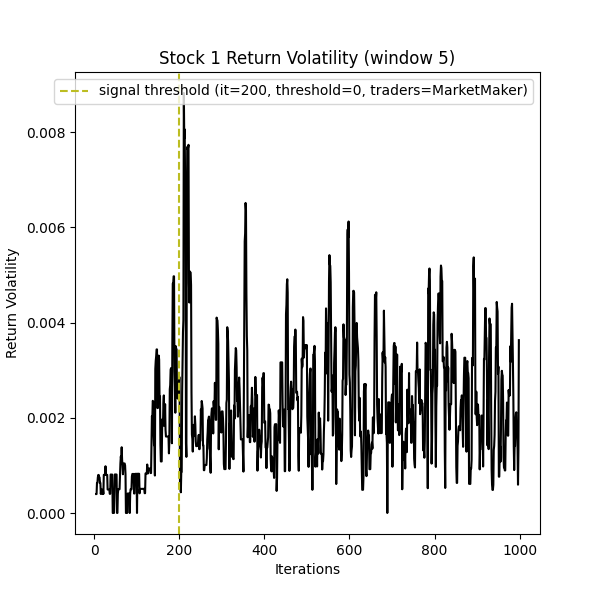 Stock 1 Return Volatility (window 5)
signal threshold (it=200, threshold=0, traders=MarketMaker)
0.008
0.006
0.004
0.002
0.000
Return Volatility
0 200 400 600 800 1000
Iterations